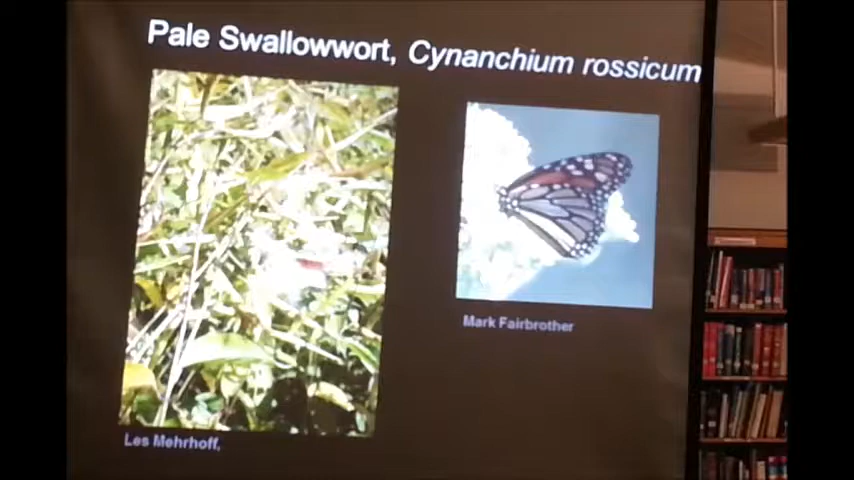 Pale Swallowwort, Cynanchium rossicum
Mark Fairbrother
Les Mehrhoff,